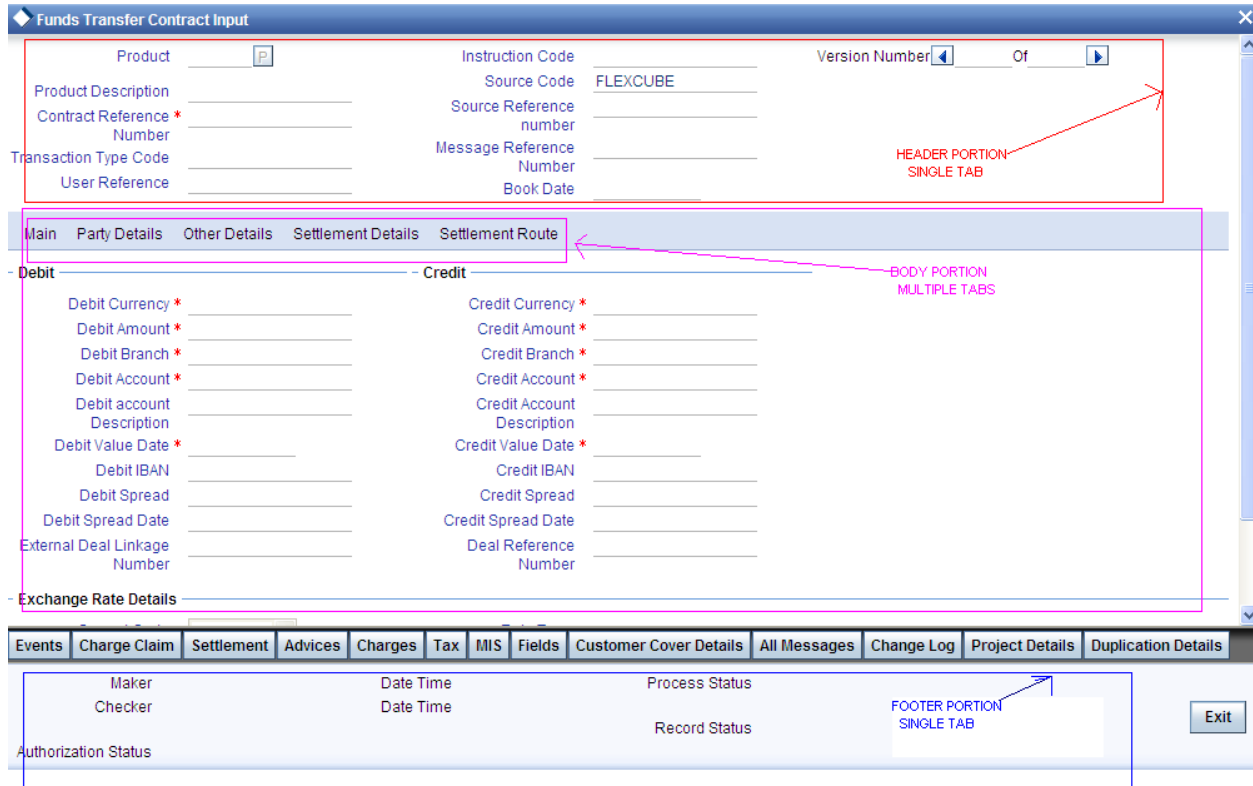 Funds Transfer Contract Input
Product P Instruction Code Version Number Of
Source Code FLEXCUBE
Product Description
Source Reference number
Contract Reference * Number
Message Reference Number
Transaction Type Code
User Reference
Book Date
HEADER PORTION
SINGLE TAB
Main Party Details Other Details Settlement Details Settlement Route
BODY PORTION
MULTIPLE TABS
Debit Credit
Debit Currency * Credit Currency *
Debit Amount * Credit Amount *
Debit Branch * Credit Branch *
Debit Account * Credit Account *
Debit account Description Credit Account Description
Debit Value Date * Credit Value Date *
Debit IBAN Credit IBAN
Debit Spread Credit Spread
Debit Spread Date Credit Spread Date
External Deal Linkage Number Deal Reference Number
Exchange Rate Details
Events Charge Claim Settlement Advices Charges Tax MIS Fields Customer Cover Details All Messages Change Log Project Details Duplication Details
Maker Date Time Process Status
Checker Date Time
Record Status
Authorization Status
FOOTER PORTION
SINGLE TAB
Exit